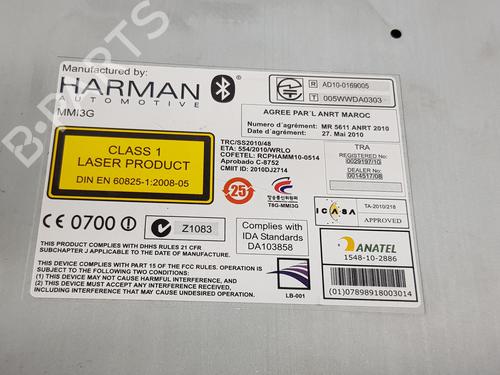 B-PARTS
Manufactured by:
HARMAN
AUTOMOTIVE
MMI3G
R AD10-0169005
T 005WWDA0303
AGREE PAR'L ANRT MAROC
Numero d'agrément: MR 5611 ANRT 2010
Date d'agrément: 27. Mai 2010
CLASS 1
LASER PRODUCT
DIN EN 60825-1:2008-05
TRC/SS2010/48
ETA: 554/2010/WRLO
COFETEL: RCPHAMM10-0514
Aprobado C-8752
CMIIT ID: 2010DJ2714
TRA
REGISTERED No:
0029197/10
DEALER No:
0014517/08
25
T8G-MMI3G
ICASA
TA-2010/218
APPROVED
CE 0700
N
Z1083
Complies with
IDA Standards
DA103858
ANATEL
1548-10-2886
(01)07898918003014
THIS PRODUCT COMPLIES WITH DHHS RULES 21 CFR
SUBCHAPTER J APPLICABLE TO DATE OF MANUFACTURE.
THIS DEVICE COMPLIES WITH PART 15 OF THE FCC RULES. OPERATION IS
SUBJECT TO THE FOLLOWING TWO CONDITIONS:
(1) THIS DEVICE MAY NOT CAUSE HARMFUL INTERFERENCE, AND
(2) THIS DEVICE MUST ACCEPT ANY INTERFERENCE RECEIVED, INCLUDING
INTERFERENCE THAT MAY CAUSE UNDESIRED OPERATION.
LB-001